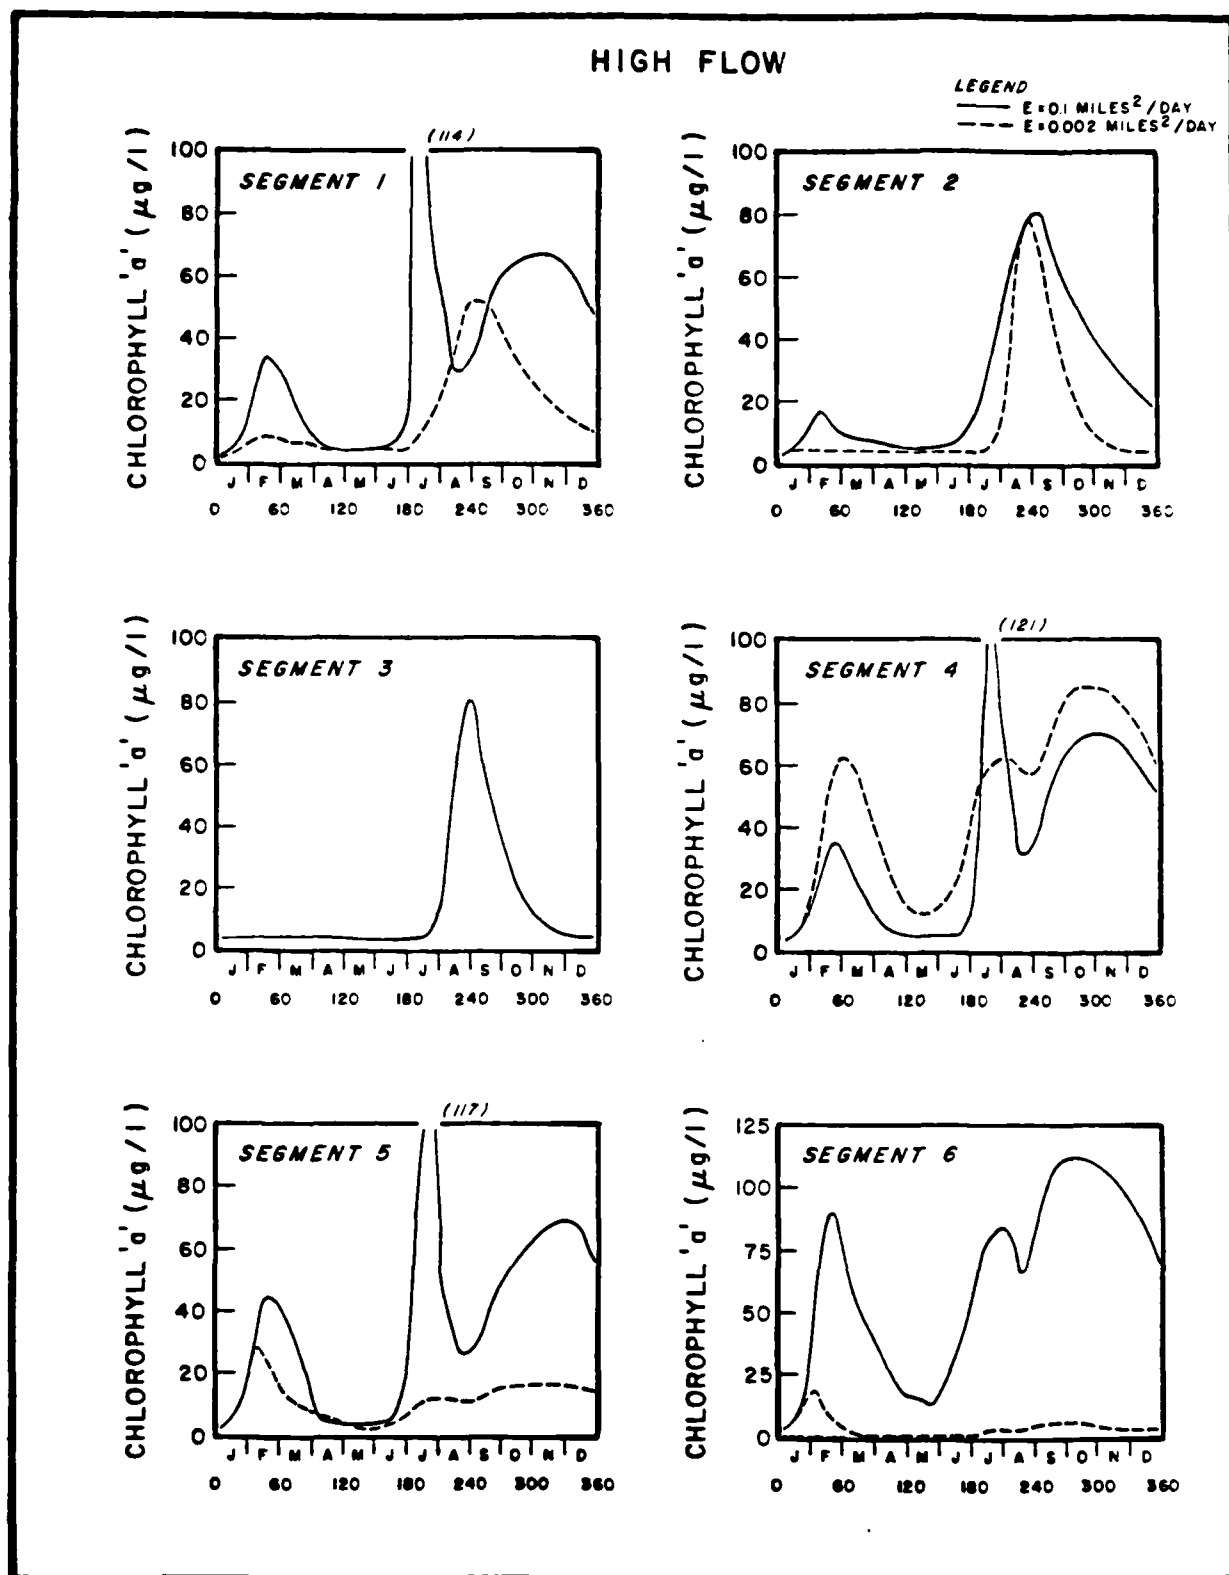 HIGH FLOW
LEGEND
E=0.1 MILES²/DAY
E=0.002 MILES²/DAY
CHLOROPHYLL 'a' (µg/l)
(114)
SEGMENT 1
100
80
60
40
20
0
J F M A M J J A S O N D
0 60 120 180 240 300 360
CHLOROPHYLL 'a' (µg/l)
SEGMENT 2
100
80
60
40
20
0
J F M A M J J A S O N D
0 60 120 180 240 300 360
CHLOROPHYLL 'a' (µg/l)
SEGMENT 3
100
80
60
40
20
0
J F M A M J J A S O N D
0 60 120 180 240 300 360
CHLOROPHYLL 'a' (µg/l)
(121)
SEGMENT 4
100
80
60
40
20
0
J F M A M J J A S O N D
0 60 120 180 240 300 360
CHLOROPHYLL 'a' (µg/l)
(117)
SEGMENT 5
100
80
60
40
20
0
J F M A M J J A S O N D
0 60 120 180 240 300 360
CHLOROPHYLL 'a' (µg/l)
SEGMENT 6
125
100
75
50
25
0
J F M A M J J A S O N D
0 60 120 180 240 300 360